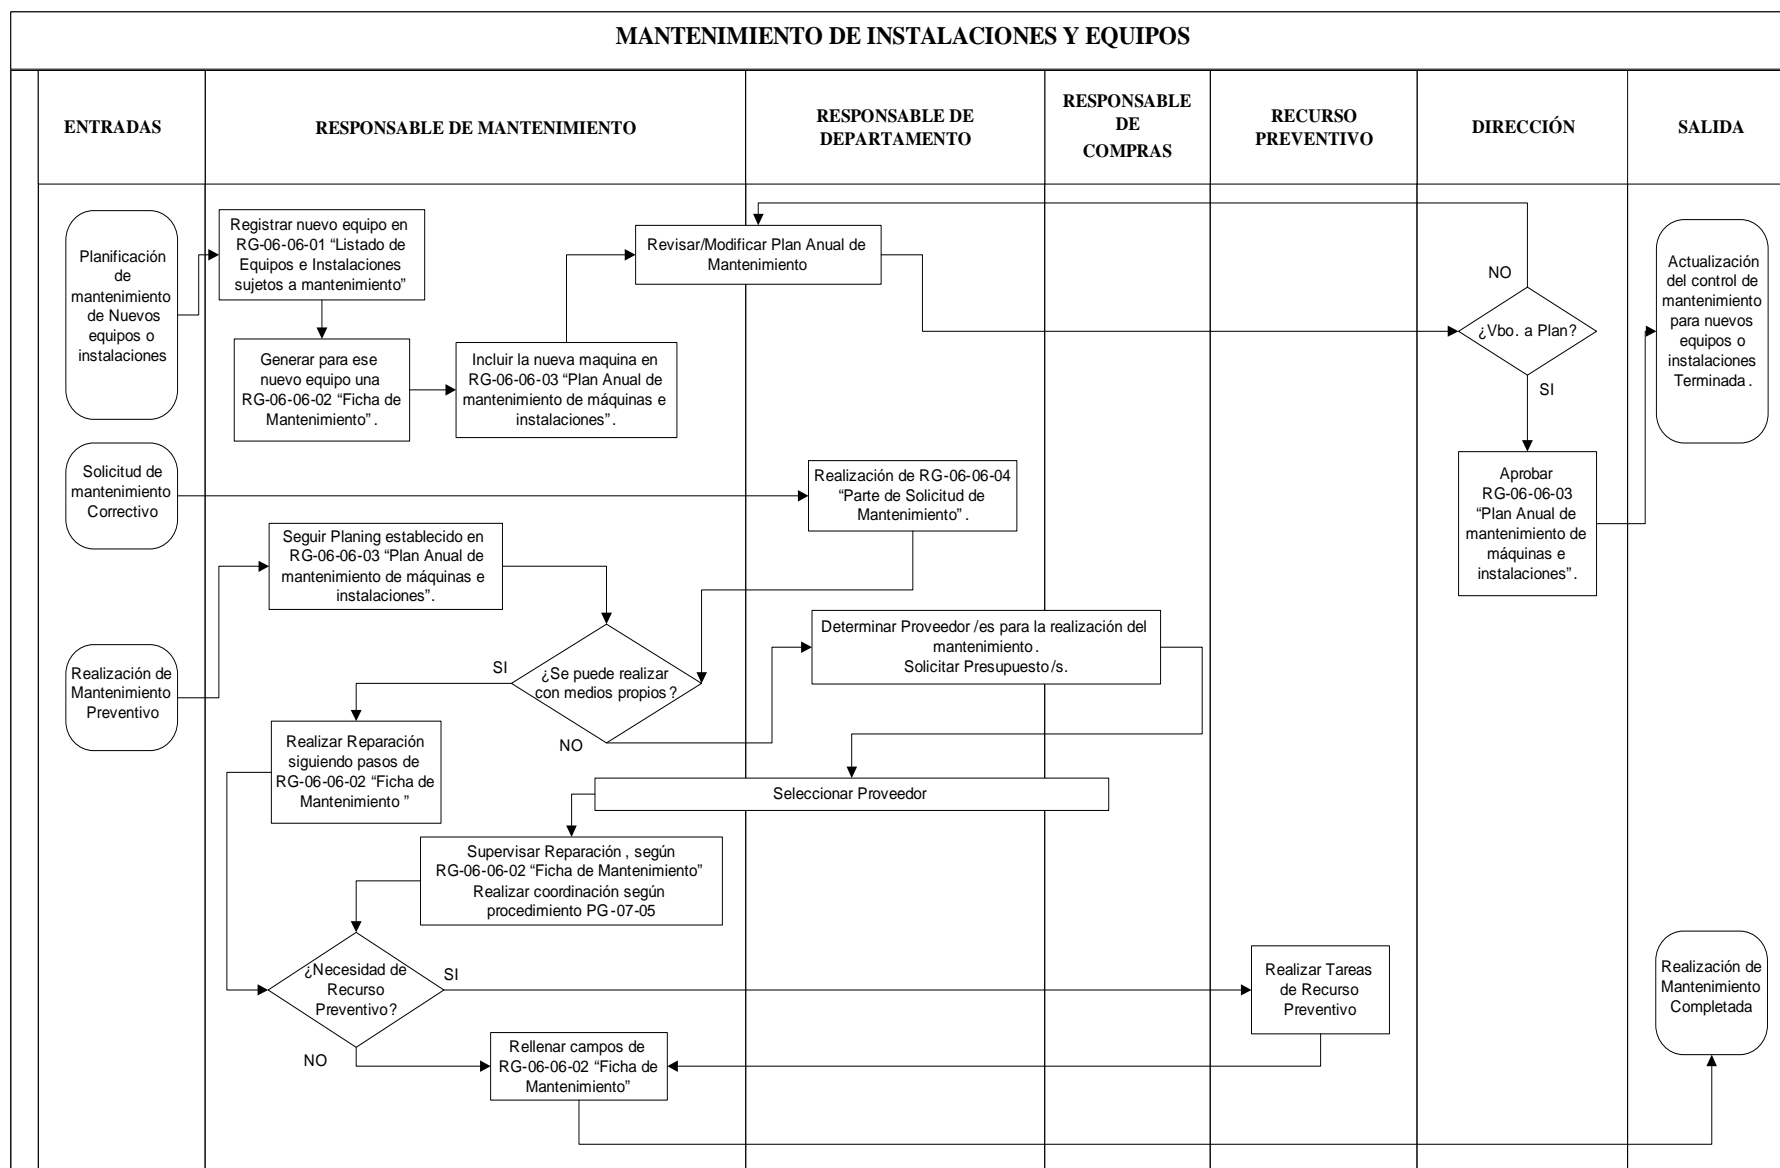 MANTENIMIENTO DE INSTALACIONES Y EQUIPOS
ENTRADAS
RESPONSABLE DE MANTENIMIENTO
RESPONSABLE DE
DEPARTAMENTO
RESPONSABLE
DE
COMPRAS
RECURSO
PREVENTIVO
DIRECCIÓN
SALIDA
Planificación
de
mantenimiento
de Nuevos
equipos o
instalaciones
Registrar nuevo equipo en
RG-06-06-01 “Listado de
Equipos e Instalaciones
sujetos a mantenimiento”
Generar para ese
nuevo equipo una
RG-06-06-02 “Ficha de
Mantenimiento” .
Incluir la nueva maquina en
RG-06-06-03 “Plan Anual de
mantenimiento de máquinas e
instalaciones”.
Revisar/Modificar Plan Anual de
Mantenimiento
NO
¿Vbo. a Plan?
SI
Aprobar
RG-06-06-03
“Plan Anual de
mantenimiento de
máquinas e
instalaciones”.
Actualización
del control de
mantenimiento
para nuevos
equipos o
instalaciones
Terminada .
Solicitud de
mantenimiento
Correctivo
Realización de RG-06-06-04
“Parte de Solicitud de
Mantenimiento” .
Seguir Planing establecido en
RG-06-06-03 “Plan Anual de
mantenimiento de máquinas e
instalaciones”.
Realización de
Mantenimiento
Preventivo
SI
¿Se puede realizar
con medios propios ?
NO
Determinar Proveedor /es para la realización del
mantenimiento .
Solicitar Presupuesto/s.
Realizar Reparación
siguiendo pasos de
RG-06-06-02 “Ficha de
Mantenimiento ”
Seleccionar Proveedor
Supervisar Reparación , según
RG-06-06-02 “Ficha de Mantenimiento”
Realizar coordinación según
procedimiento PG-07-05
¿Necesidad de
Recurso
Preventivo?
SI
NO
Realizar Tareas
de Recurso
Preventivo
Rellenar campos de
RG-06-06-02 “Ficha de
Mantenimiento”
Realización de
Mantenimiento
Completada